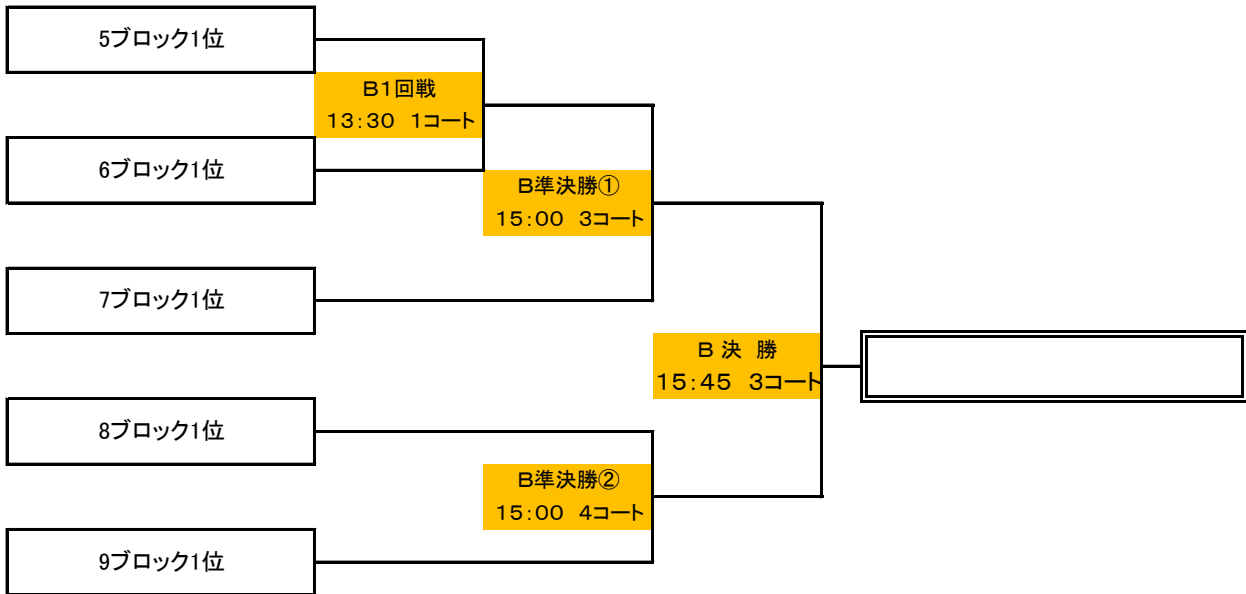 5ブロック1位
B1回戦
13:30 1コート
6ブロック1位
B準決勝①
15:00 3コート
7ブロック1位
B 決 勝
15:45 3コート
8ブロック1位
B準決勝②
15:00 4コート
9ブロック1位